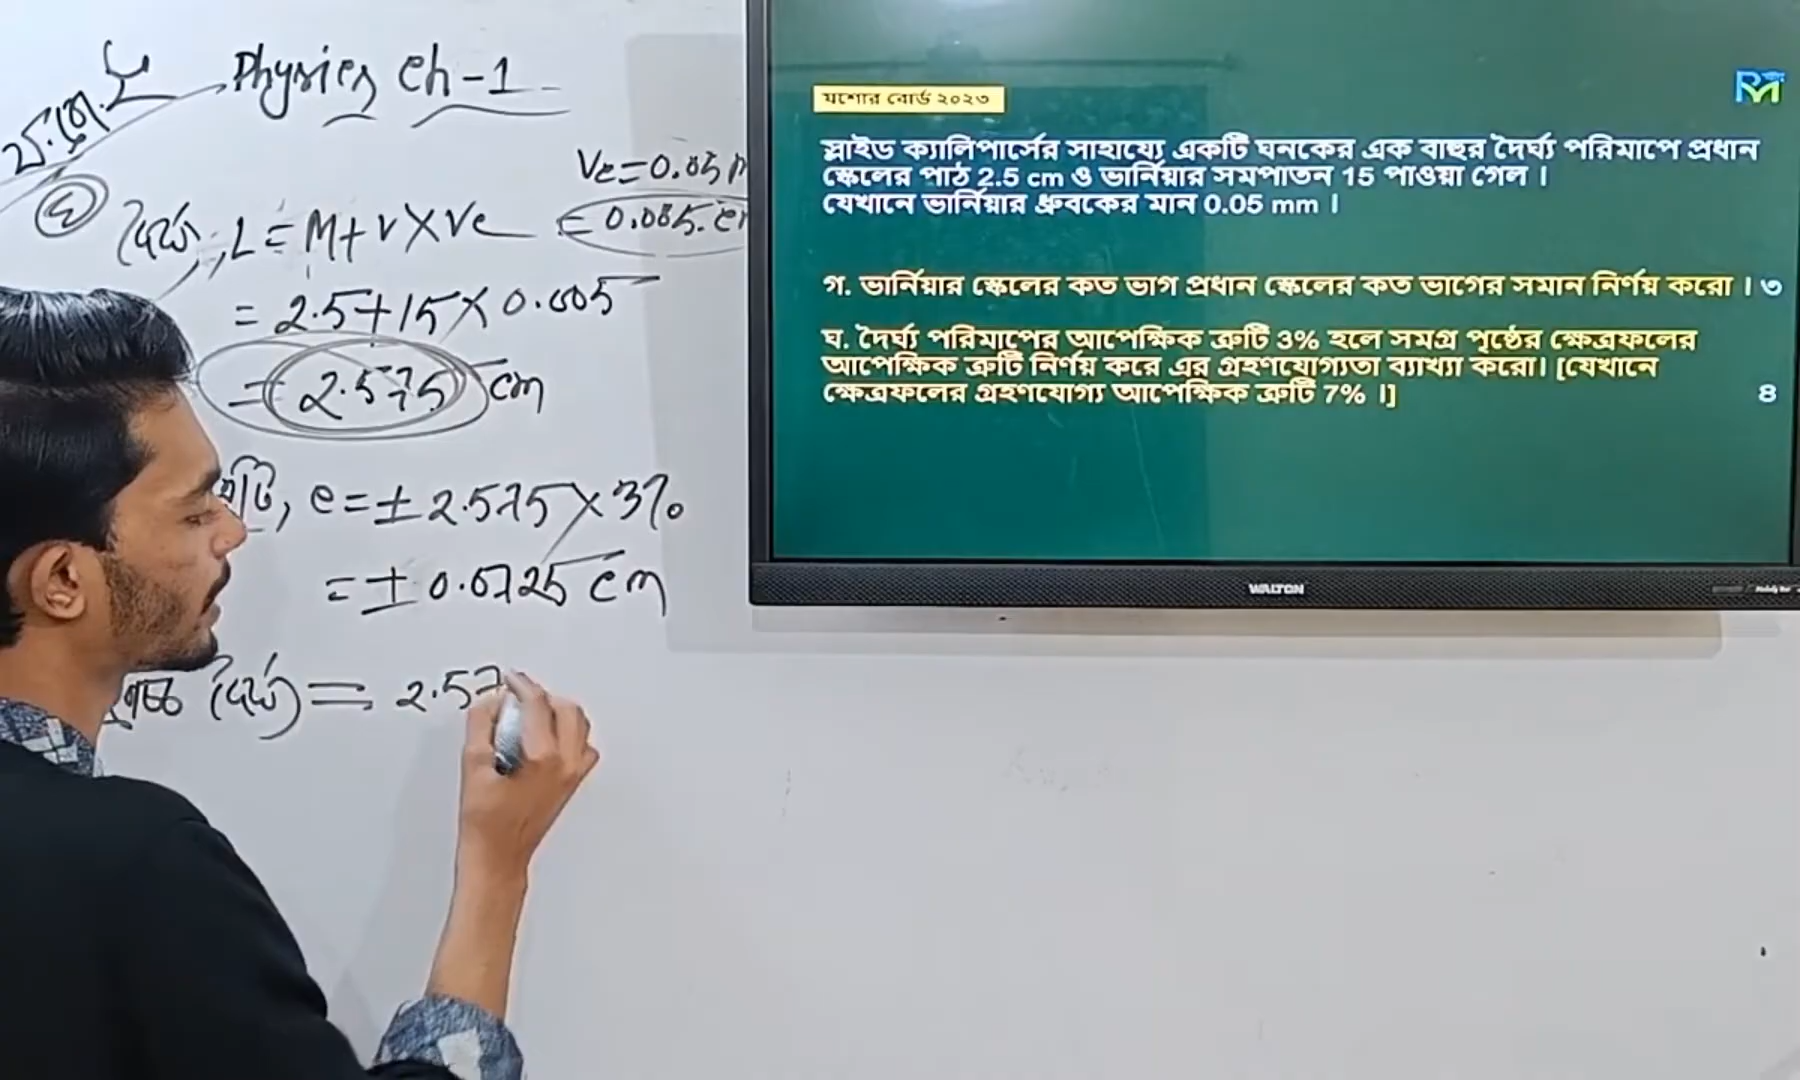 Physics Ch-1
Vc = 0.05
= 0.005 c
দৈর্ঘ্য, L = M + V × Vc
= 2.5 + 15 × 0.005
= 2.575 cm
ত্রুটি, e = ± 2.575 × 3%
= ± 0.0725 cm
দৈর্ঘ্য = 2.57
যশোর বোর্ড ২০২৩
স্লাইড ক্যালিপার্সের সাহায্যে একটি ঘনকের এক বাহুর দৈর্ঘ্য পরিমাপে প্রধান
স্কেলের পাঠ 2.5 cm ও ভার্নিয়ার সমপাতন 15 পাওয়া গেল ।
যেখানে ভার্নিয়ার ধ্রুবকের মান 0.05 mm ।
গ. ভার্নিয়ার স্কেলের কত ভাগ প্রধান স্কেলের কত ভাগের সমান নির্ণয় করো । ৩
ঘ. দৈর্ঘ্য পরিমাপের আপেক্ষিক ত্রুটি 3% হলে সমগ্র পৃষ্ঠের ক্ষেত্রফলের
আপেক্ষিক ত্রুটি নির্ণয় করে এর গ্রহণযোগ্যতা ব্যাখ্যা করো। [যেখানে
ক্ষেত্রফলের গ্রহণযোগ্য আপেক্ষিক ত্রুটি 7% ।] ৪
WALTON